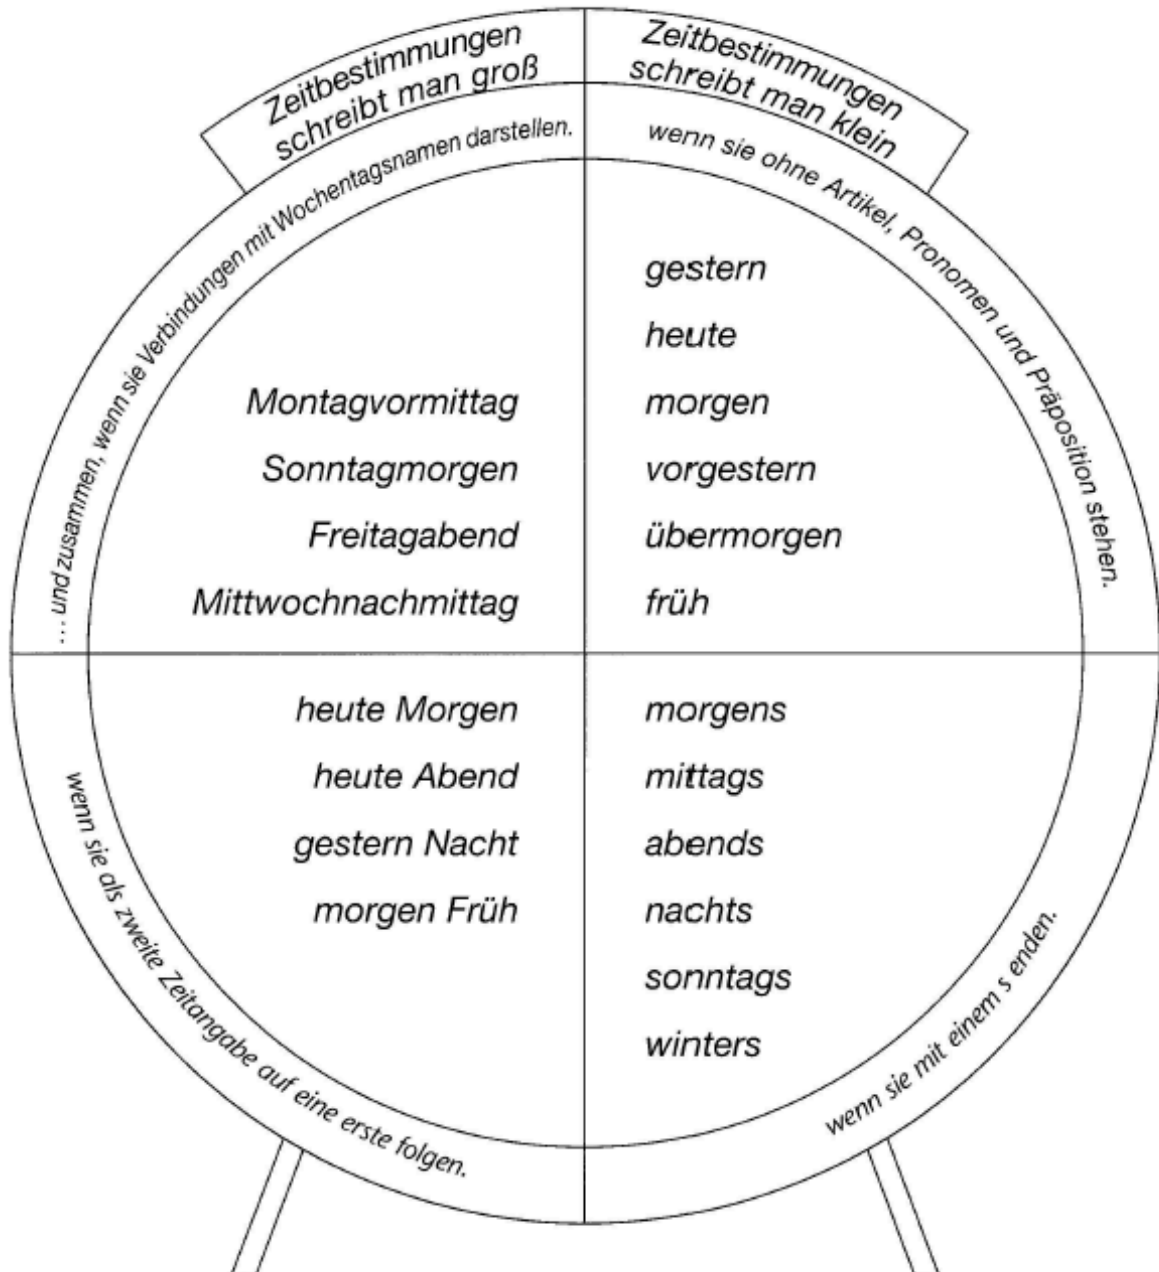 Zeitbestimmungen
schreibt man groß
… und zusammen, wenn sie Verbindungen mit Wochentagsnamen darstellen.
Montagvormittag
Sonntagmorgen
Freitagabend
Mittwochnachmittag
Zeitbestimmungen
schreibt man klein
wenn sie ohne Artikel, Pronomen und Präposition stehen.
gestern
heute
morgen
vorgestern
übermorgen
früh
heute Morgen
heute Abend
gestern Nacht
morgen Früh
wenn sie als zweite Zeitangabe auf eine erste folgen.
morgens
mittags
abends
nachts
sonntags
winters
wenn sie mit einem s enden.